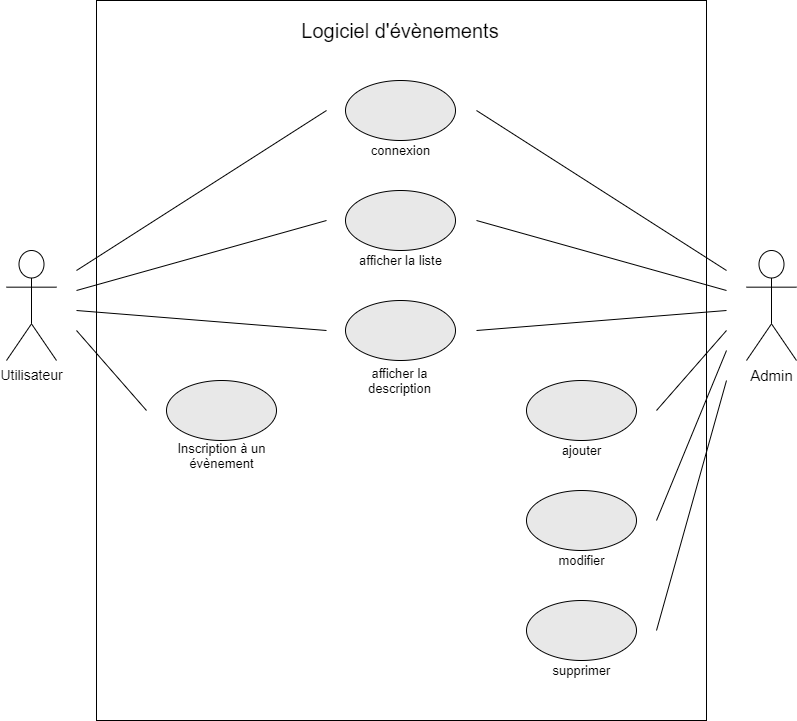 Logiciel d'évènements
connexion
afficher la liste
Utilisateur
Admin
afficher la
description
Inscription à un
évènement
ajouter
modifier
supprimer